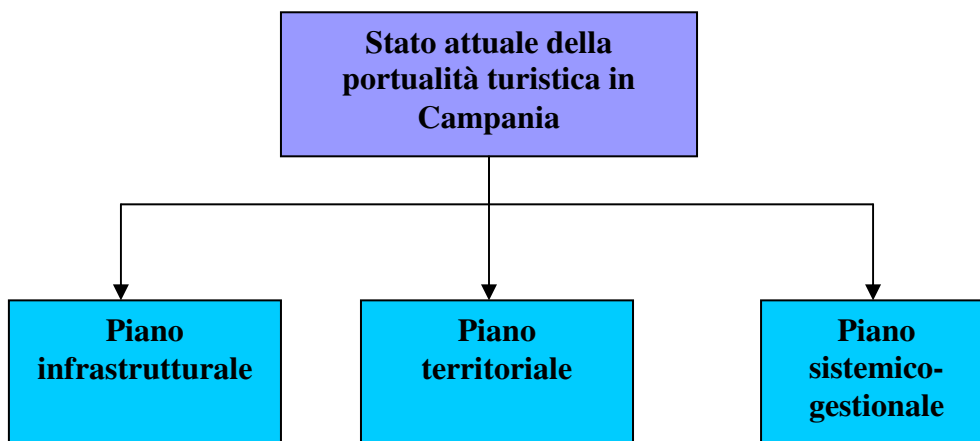 Stato attuale della
portualità turistica in
Campania
Piano
infrastrutturale
Piano
territoriale
Piano
sistemico-
gestionale